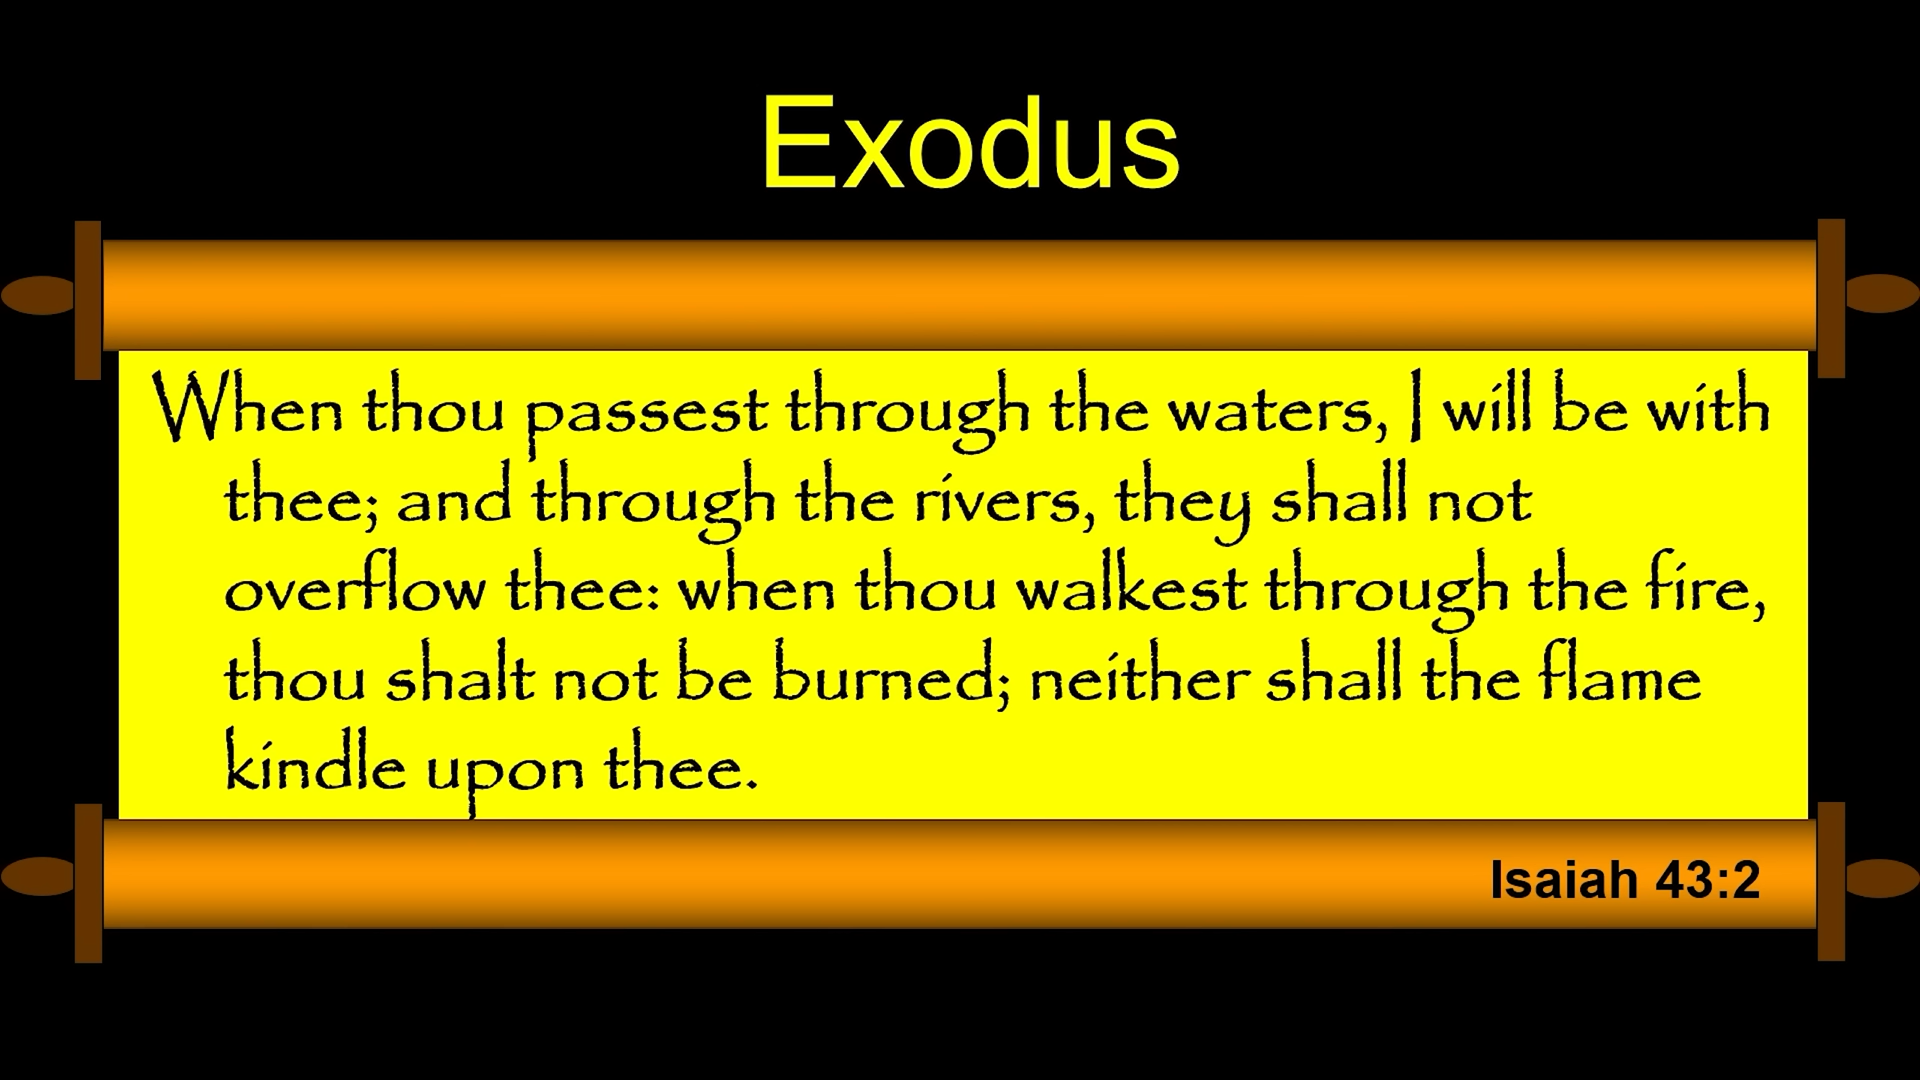 Exodus
When thou passest through the waters, I will be with
thee; and through the rivers, they shall not
overflow thee: when thou walkest through the fire,
thou shalt not be burned; neither shall the flame
kindle upon thee.
Isaiah 43:2